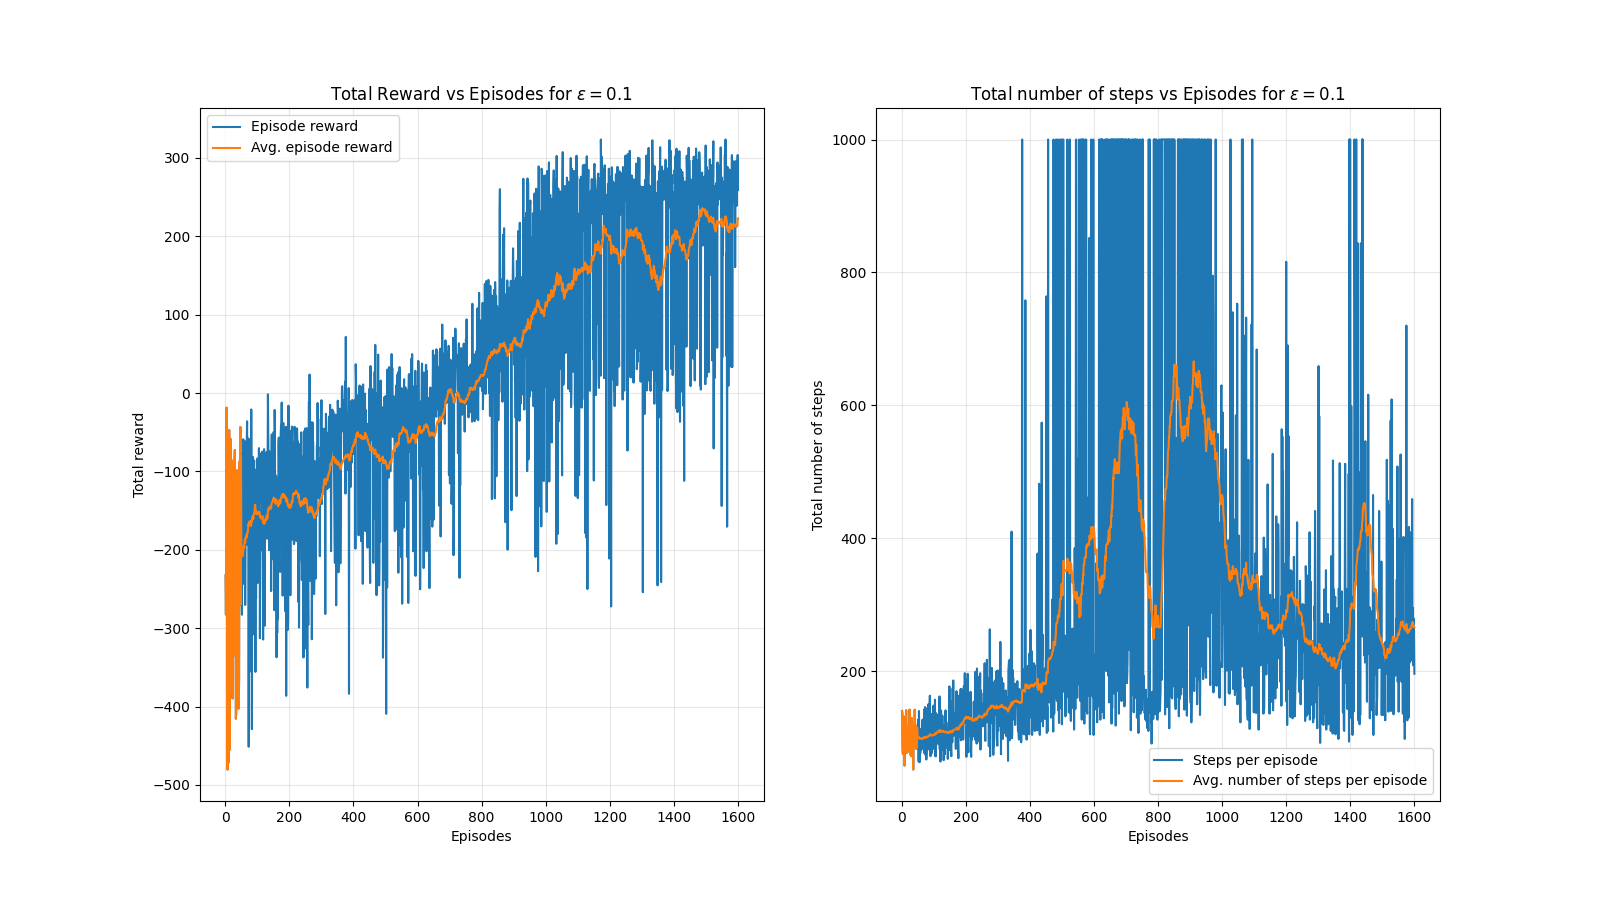 Total Reward vs Episodes for ε = 0.1
Episode reward
Avg. episode reward
300
200
100
0
−100
−200
−300
−400
−500
Total reward
0 200 400 600 800 1000 1200 1400 1600
Episodes
Total number of steps vs Episodes for ε = 0.1
1000
800
600
400
200
Total number of steps
Steps per episode
Avg. number of steps per episode
0 200 400 600 800 1000 1200 1400 1600
Episodes